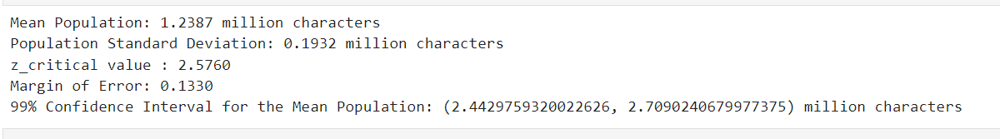 Mean Population: 1.2387 million characters
Population Standard Deviation: 0.1932 million characters
z_critical value : 2.5760
Margin of Error: 0.1330
99% Confidence Interval for the Mean Population: (2.4429759320022626, 2.7090240679977375) million characters